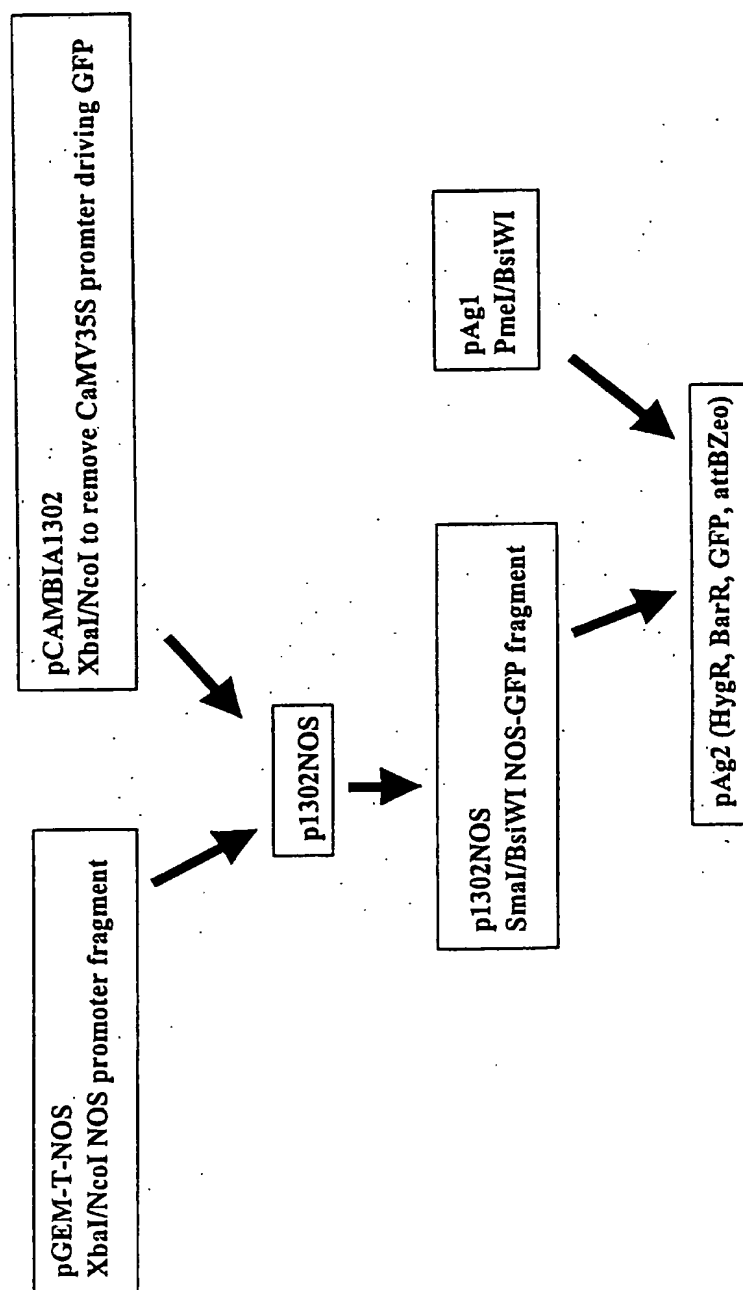 pGEM-T-NOS
XbaI/NcoI NOS promoter fragment
pCAMBIA1302
XbaI/NcoI to remove CaMV35S promter driving GFP
p1302NOS
p1302NOS
SmaI/BsiWI NOS-GFP fragment
pAg1
PmeI/BsiWI
pAg2 (HygR, BarR, GFP, attBZeo)